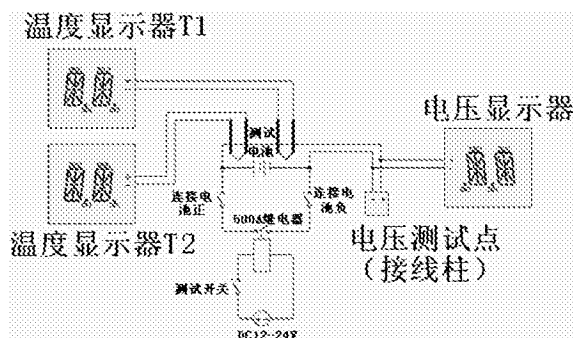 温度显示器T1
电压显示器
测试
电池
连接电
池正
连接电
池负
500A继电器
温度显示器T2
电压测试点
（接线柱）
测试开关
DC12-24V